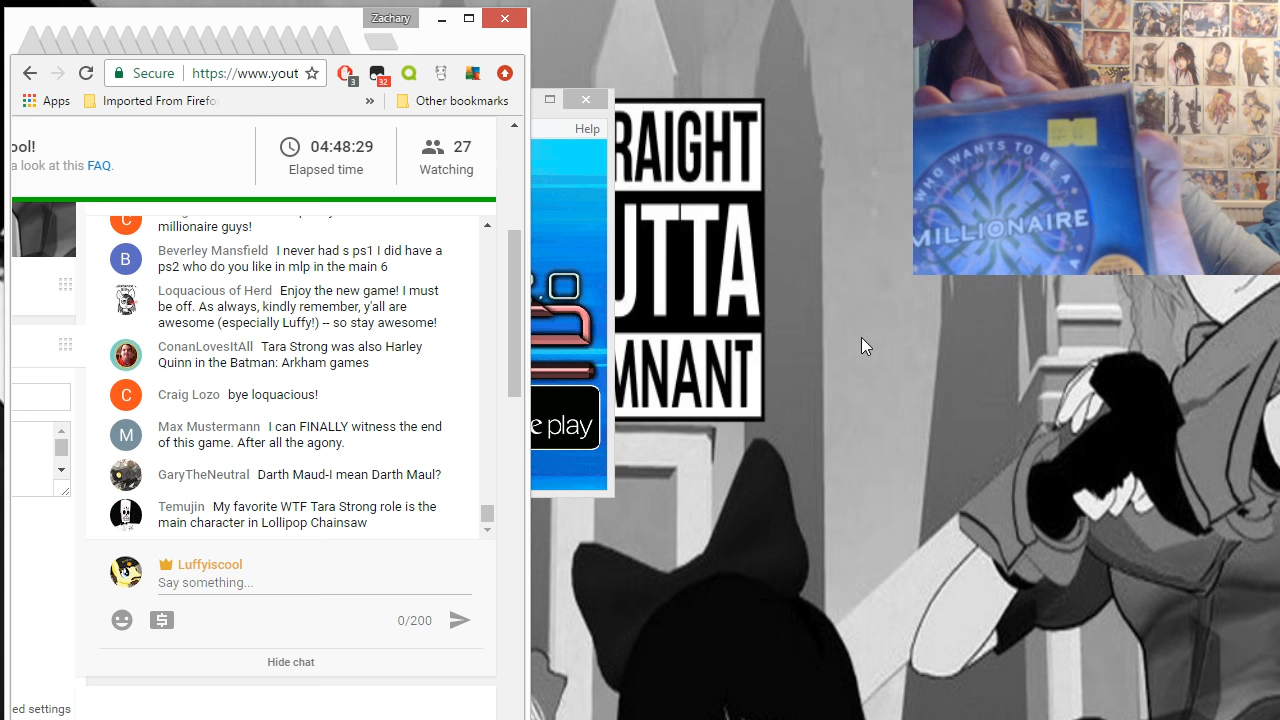 Zachary
Secure
https://www.yout
3
32
Apps
Imported From Firefo
»
Other bookmarks
Help
ool!
a look at this FAQ.
04:48:29
Elapsed time
27
Watching
millionaire guys!
Beverley Mansfield I never had s ps1 I did have a
ps2 who do you like in mlp in the main 6
Loquacious of Herd Enjoy the new game! I must
be off. As always, kindly remember, y'all are
awesome (especially Luffy!) – so stay awesome!
ConanLovesItAll Tara Strong was also Harley
Quinn in the Batman: Arkham games
Craig Lozo bye loquacious!
Max Mustermann I can FINALLY witness the end
of this game. After all the agony.
GaryTheNeutral Darth Maud-I mean Darth Maul?
Temujin My favorite WTF Tara Strong role is the
main character in Lollipop Chainsaw
Luffyiscool
Say something...
0/200
Hide chat
ed settings
C
B
C
M
.0
e play
RAIGHT
UTTA
MNANT
WHO WANTS TO BE A
MILLIONAIRE